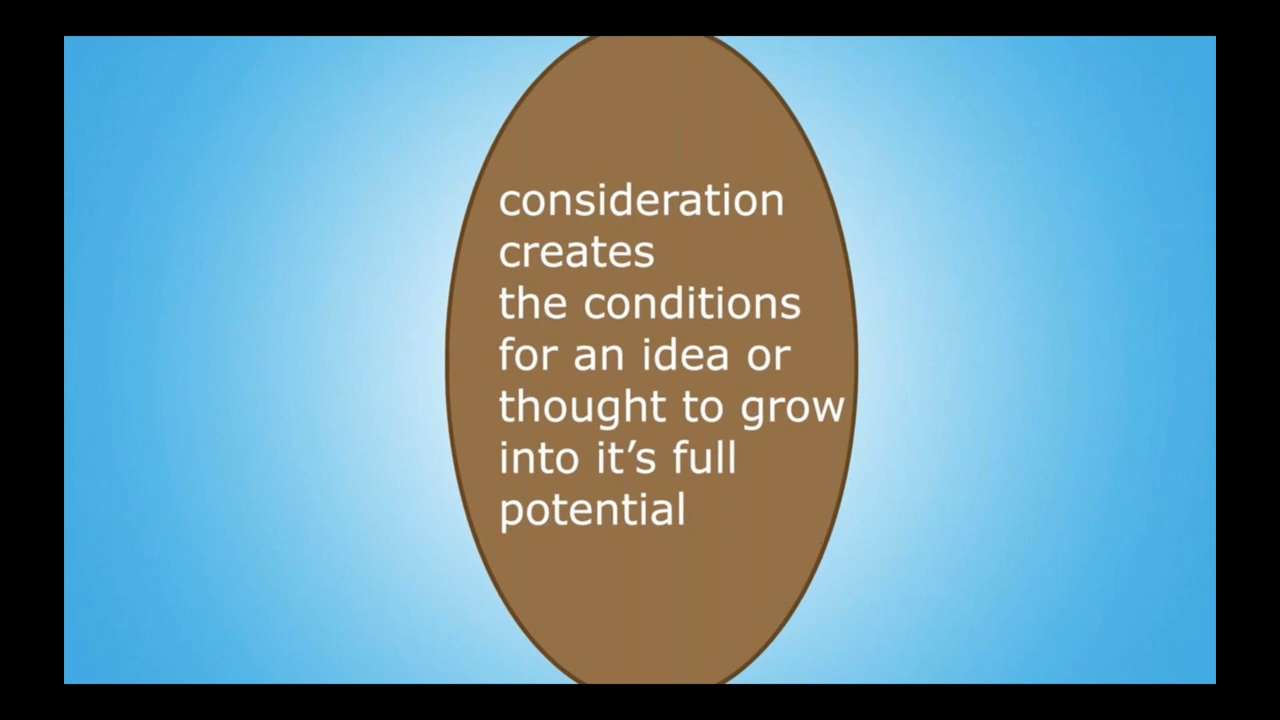 consideration
creates
the conditions
for an idea or
thought to grow
into it’s full
potential